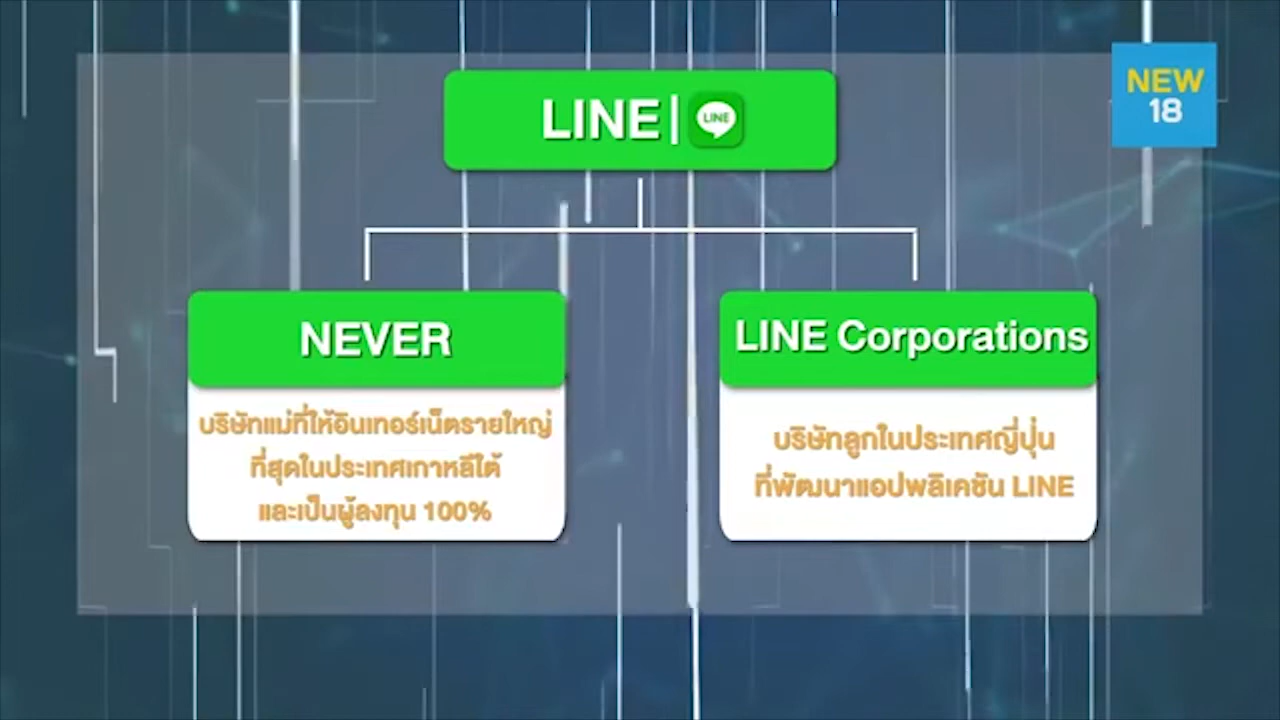 LINE | LINE
NEW
18
NEVER
LINE Corporations
บริษัทแม่ที่ให้อินเทอร์เน็ตรายใหญ่
ที่สุดในประเทศเกาหลีใต้
และเป็นผู้ลงทุน 100%
บริษัทลูกในประเทศญี่ปุ่น
ที่พัฒนาแอปพลิเคชัน LINE